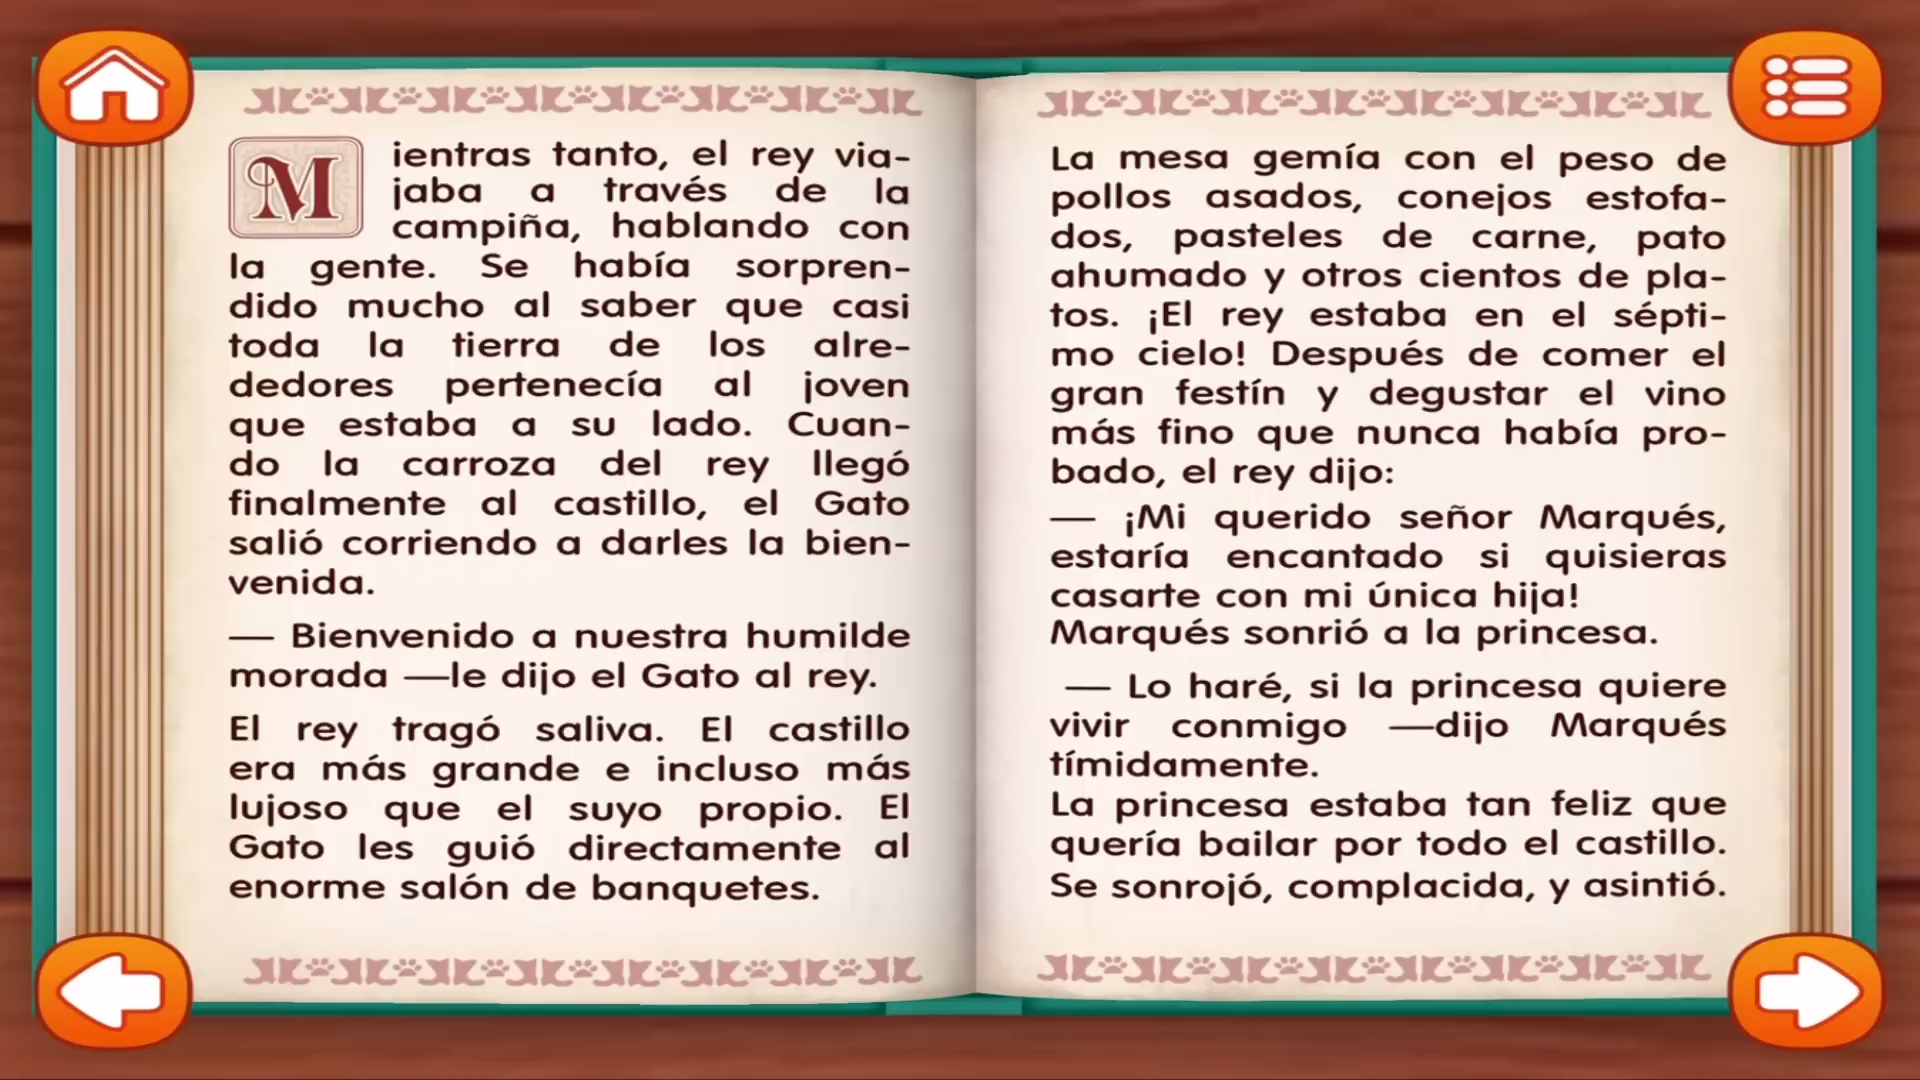 Mientras tanto, el rey via-
jaba a través de la
campiña, hablando con
la gente. Se había sorpren-
dido mucho al saber que casi
toda la tierra de los alre-
dedores pertenecía al joven
que estaba a su lado. Cuan-
do la carroza del rey llegó
finalmente al castillo, el Gato
salió corriendo a darles la bien-
venida.
— Bienvenido a nuestra humilde
morada —le dijo el Gato al rey.
El rey tragó saliva. El castillo
era más grande e incluso más
lujoso que el suyo propio. El
Gato les guió directamente al
enorme salón de banquetes.
La mesa gemía con el peso de
pollos asados, conejos estofa-
dos, pasteles de carne, pato
ahumado y otros cientos de pla-
tos. ¡El rey estaba en el sépti-
mo cielo! Después de comer el
gran festín y degustar el vino
más fino que nunca había pro-
bado, el rey dijo:
— ¡Mi querido señor Marqués,
estaría encantado si quisieras
casarte con mi única hija!
Marqués sonrió a la princesa.
— Lo haré, si la princesa quiere
vivir conmigo —dijo Marqués
tímidamente.
La princesa estaba tan feliz que
quería bailar por todo el castillo.
Se sonrojó, complacida, y asintió.